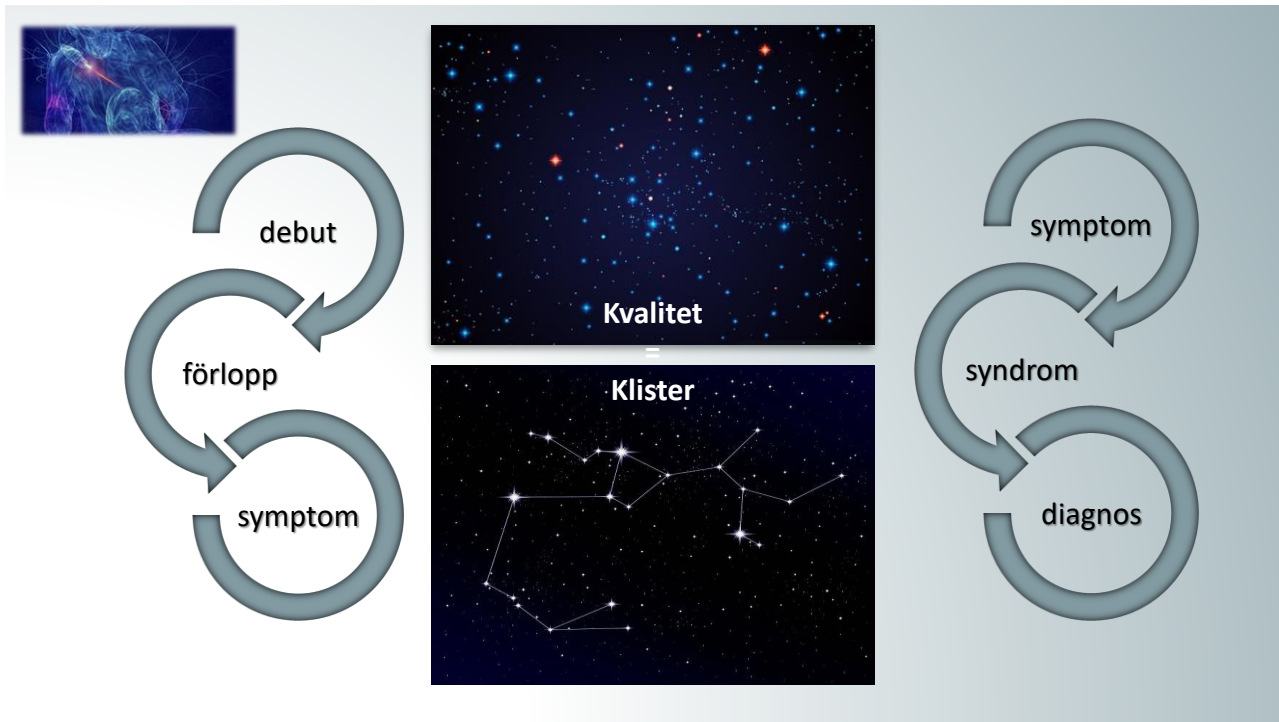 debut
förlopp
symptom
Kvalitet
=
Klister
symptom
syndrom
diagnos